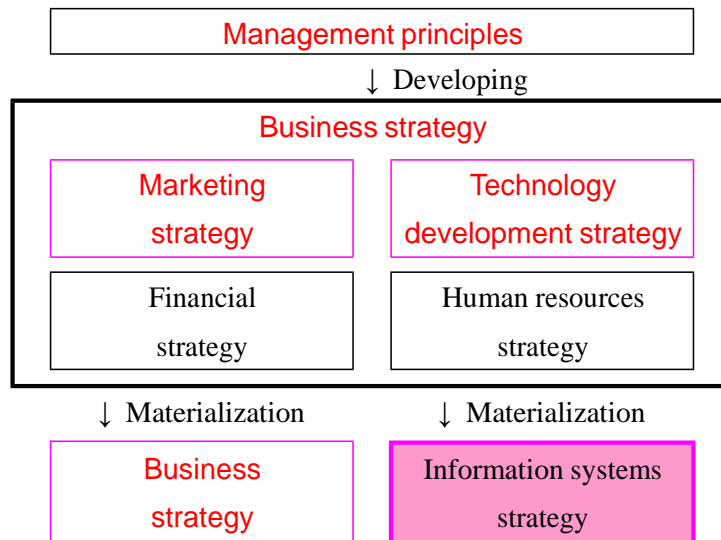 Management principles
↓ Developing
Business strategy
Marketing
strategy
Technology
development strategy
Financial
strategy
Human resources
strategy
↓ Materialization
↓ Materialization
Business
strategy
Information systems
strategy